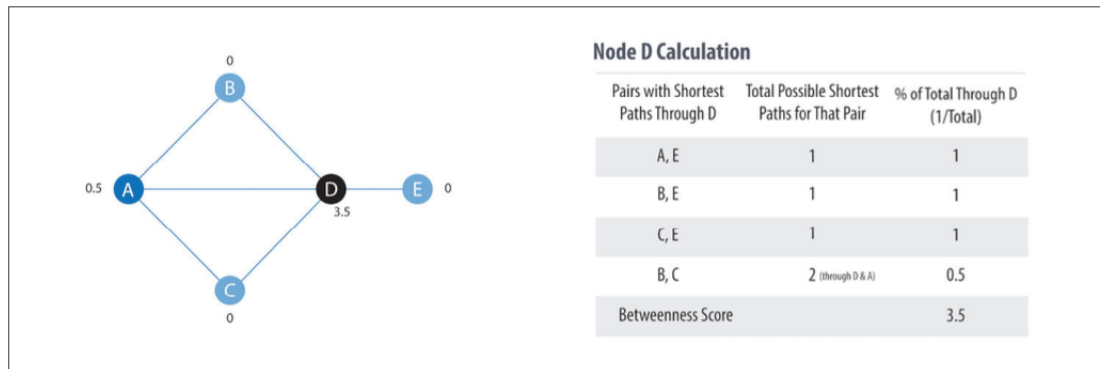 0
B
0.5 A D E 0
3.5
C
0
Node D Calculation
Pairs with Shortest Paths Through D Total Possible Shortest Paths for That Pair % of Total Through D (1/Total)
A, E 1 1
B, E 1 1
C, E 1 1
B, C 2 (through D & A) 0.5
Betweenness Score 3.5